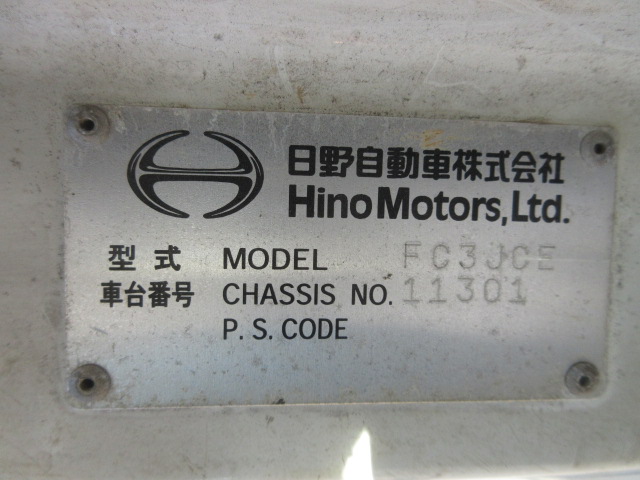 日野自動車株式会社
Hino Motors, Ltd.
型式 MODEL FC3JCE
車台番号 CHASSIS NO. 11301
P.S. CODE